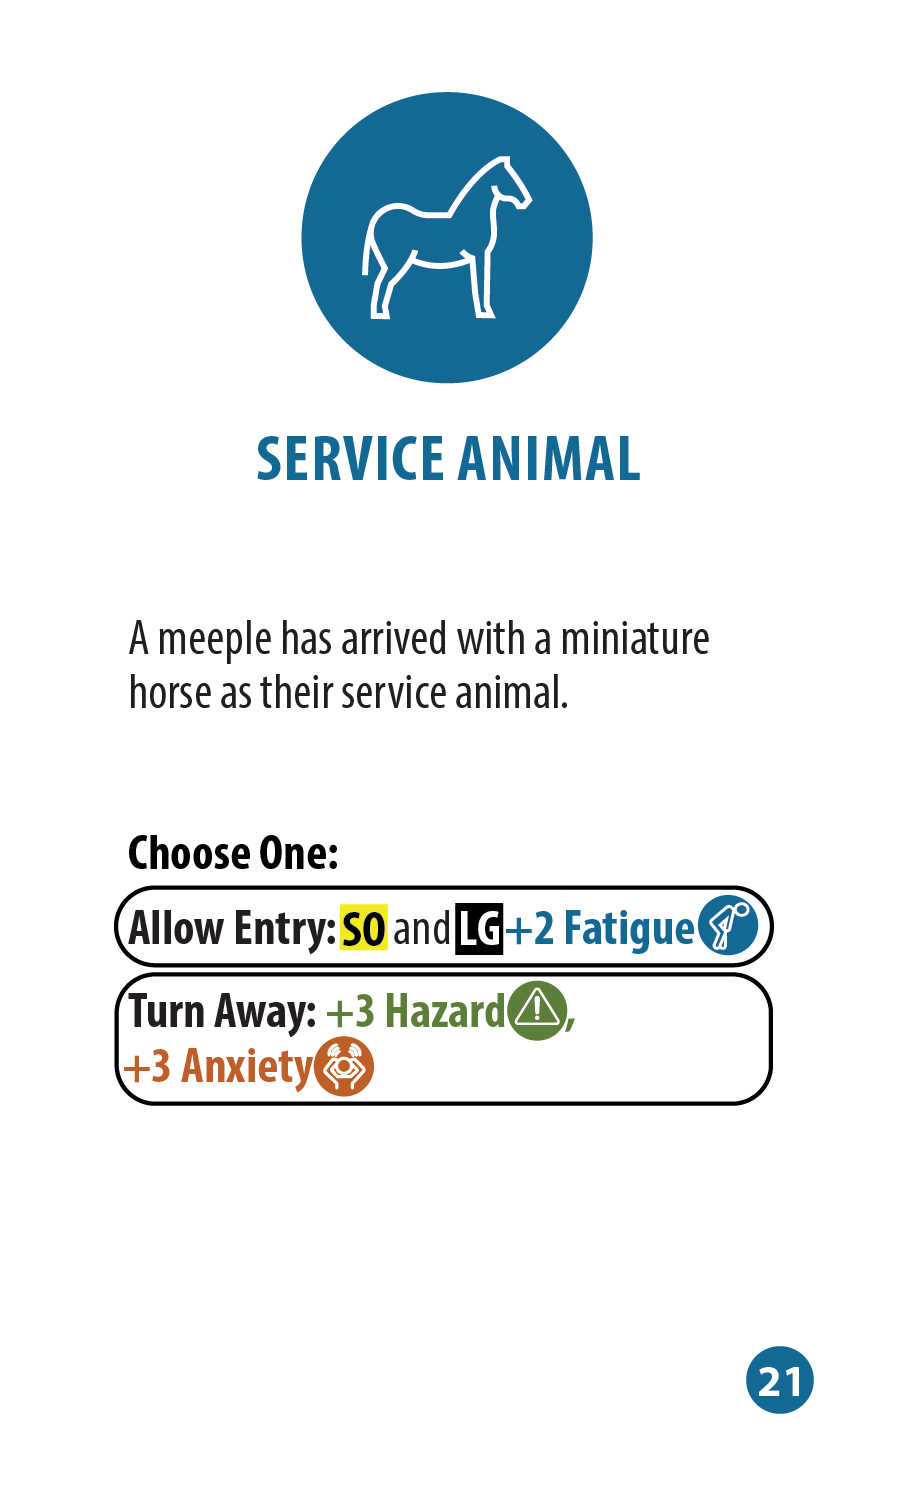 SERVICE ANIMAL
A meeple has arrived with a miniature
horse as their service animal.
Choose One:
Allow Entry: SO and LG +2 Fatigue
Turn Away: +3 Hazard,
+3 Anxiety
21